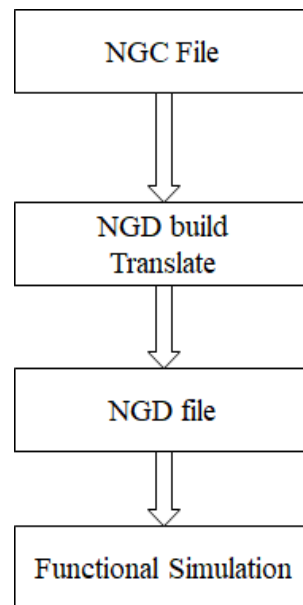 NGC File
NGD build
Translate
NGD file
Functional Simulation